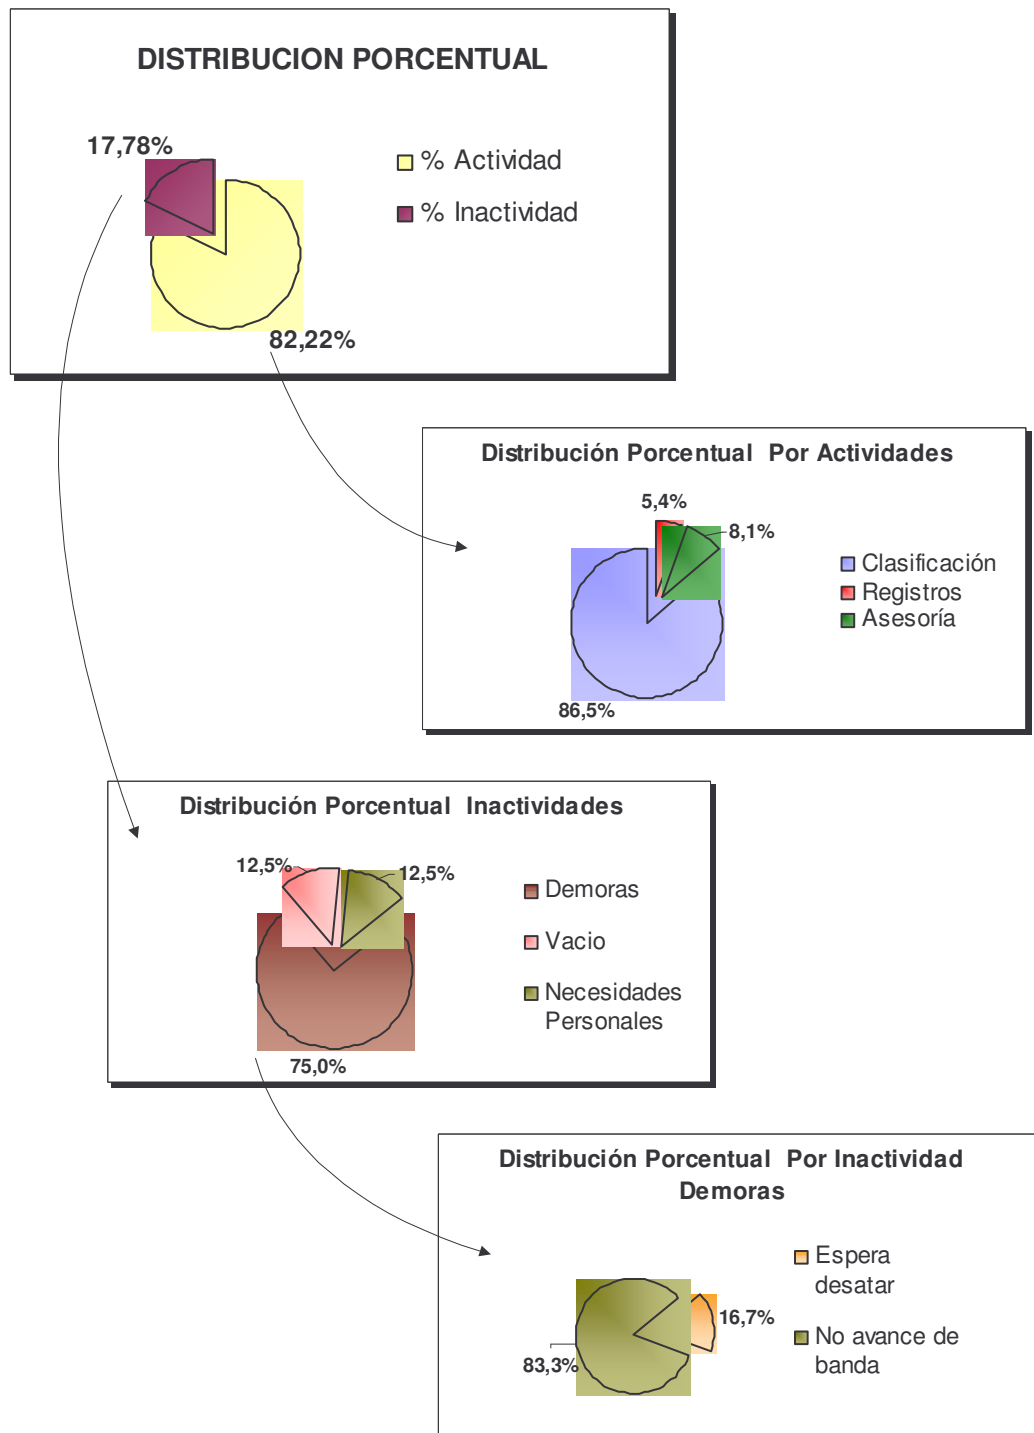 DISTRIBUCION PORCENTUAL
17,78%
% Actividad
% Inactividad
82,22%
Distribución Porcentual Por Actividades
5,4%
8,1%
Clasificación
Registros
Asesoría
86,5%
Distribución Porcentual Inactividades
12,5%
12,5%
Demoras
Vacio
Necesidades
Personales
75,0%
Distribución Porcentual Por Inactividad
Demoras
Espera
desatar
16,7%
No avance de
banda
83,3%